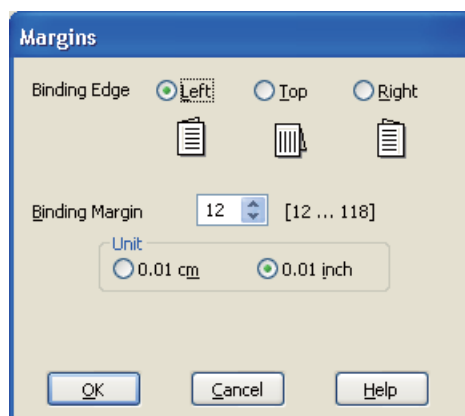 Margins
Binding Edge Left Top Right
Binding Margin 12 [12 ... 118]
Unit
0.01 cm 0.01 inch
OK Cancel Help